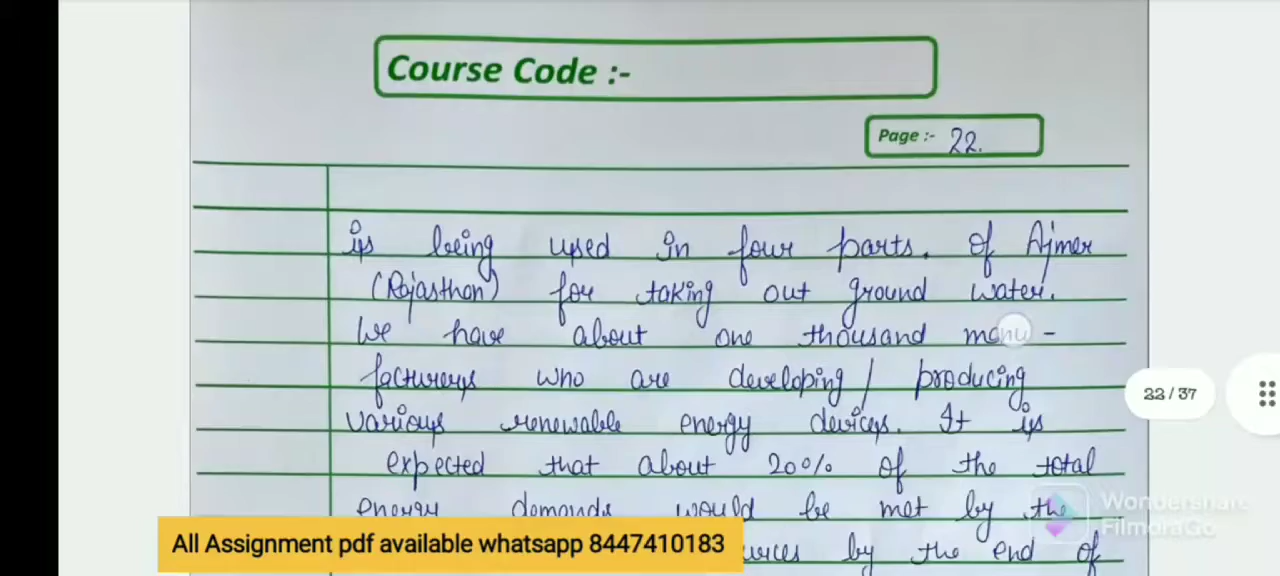 Course Code :-
Page :- 22.
is being used in four parts. Of Ajmer
(Rajasthan) for taking out ground water.
We have about one thousand manu-
facturers who are developing/ producing
various renewable energy devices. It is
expected that about 20% of the total
energy demands would be met by the
by the end of
22/37
Wondershare
FilmoraGo
All Assignment pdf available whatsapp 8447410183